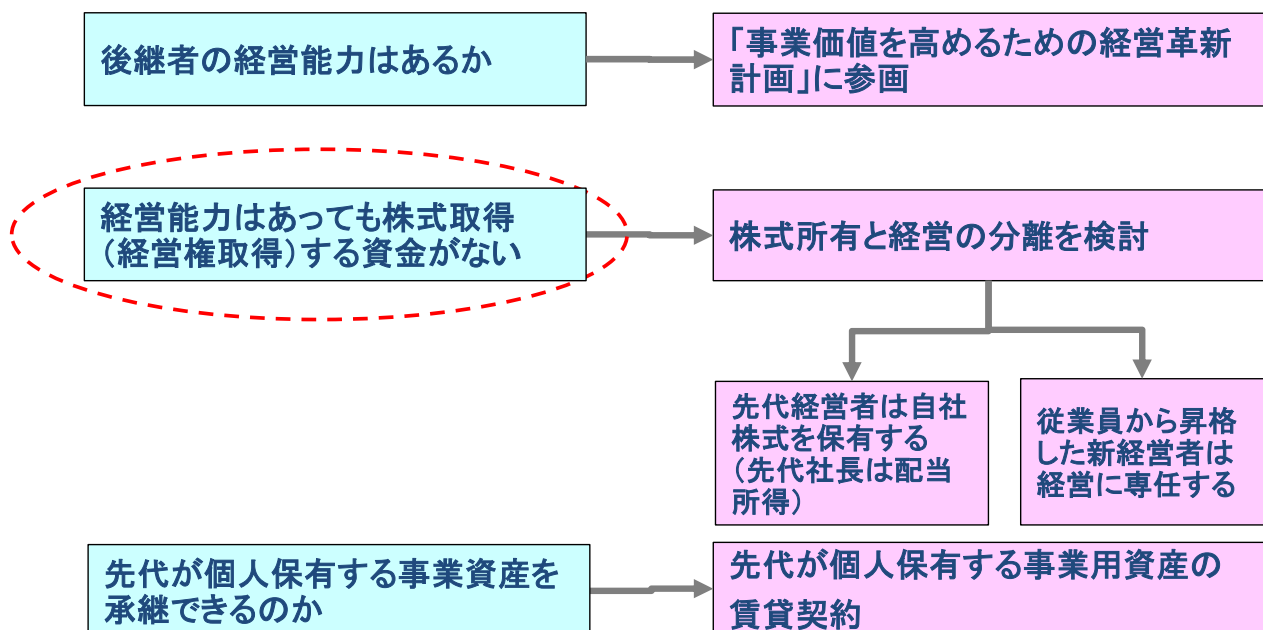 後継者の経営能力はあるか
「事業価値を高めるための経営革新
計画」に参画
経営能力はあっても株式取得
（経営権取得）する資金がない
株式所有と経営の分離を検討
先代経営者は自社
株式を保有する
（先代社長は配当
所得）
従業員から昇格
した新経営者は
経営に専任する
先代が個人保有する事業資産を
承継できるのか
先代が個人保有する事業用資産の
賃貸契約